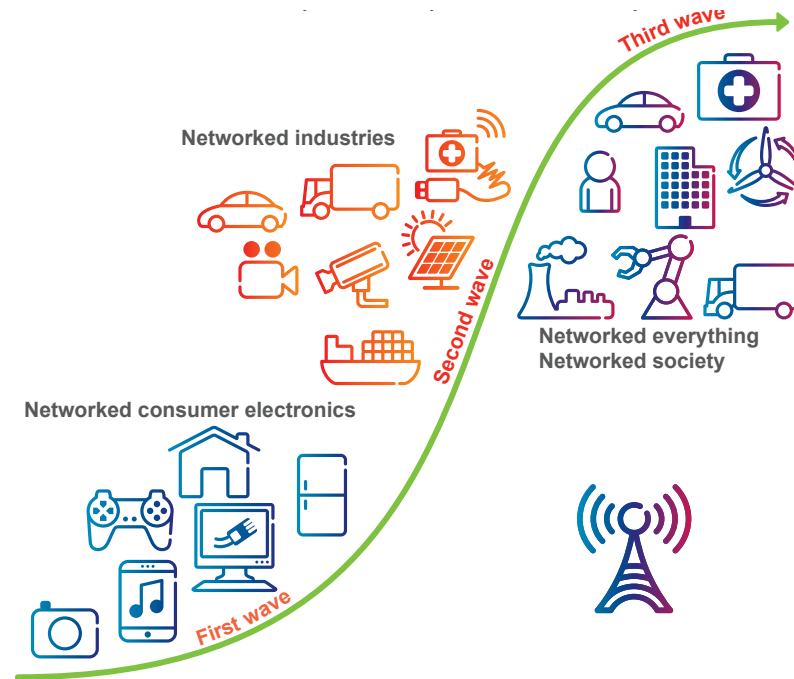 Third wave
Networked industries
Second wave
Networked everything
Networked society
Networked consumer electronics
First wave